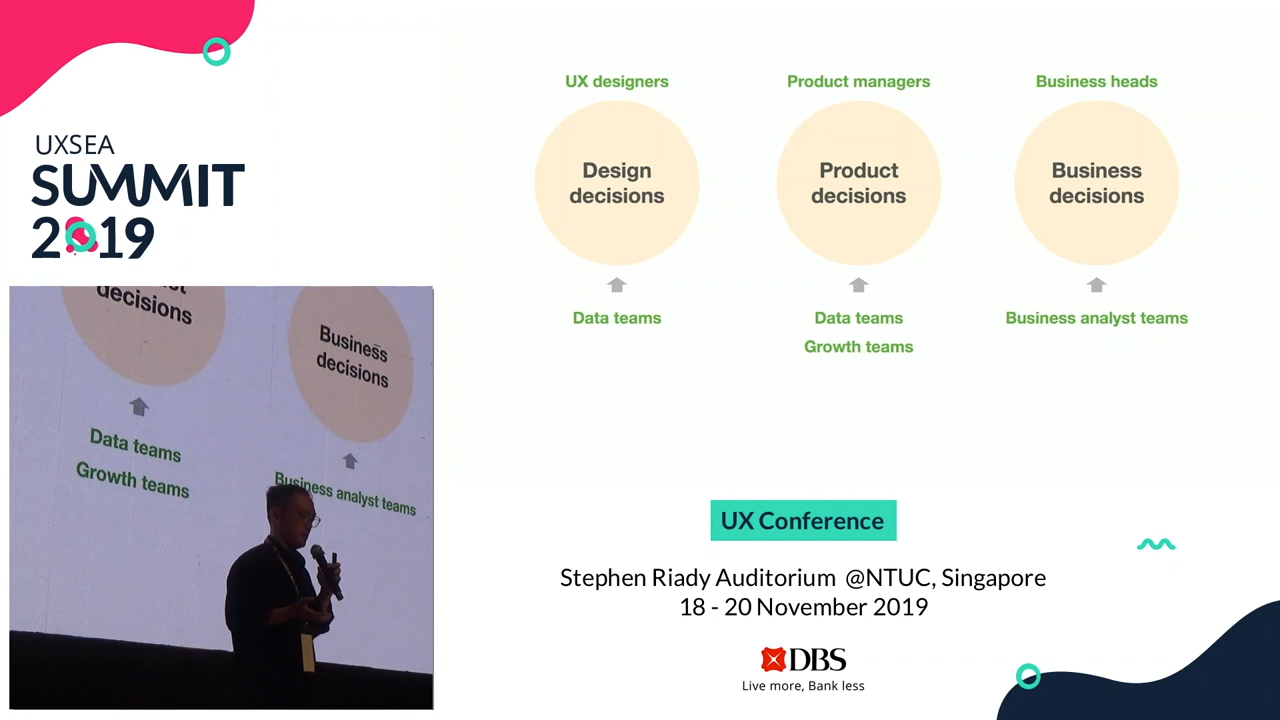 UXSEA
SUMMIT
2019
UX designers
Product managers
Business heads
Design
decisions
Product
decisions
Business
decisions
Data teams
Data teams
Growth teams
Business analyst teams
decisions
Business
decisions
Data teams
Growth teams
Business analyst teams
UX Conference
Stephen Riady Auditorium @NTUC, Singapore
18 - 20 November 2019
DBS
Live more, Bank less